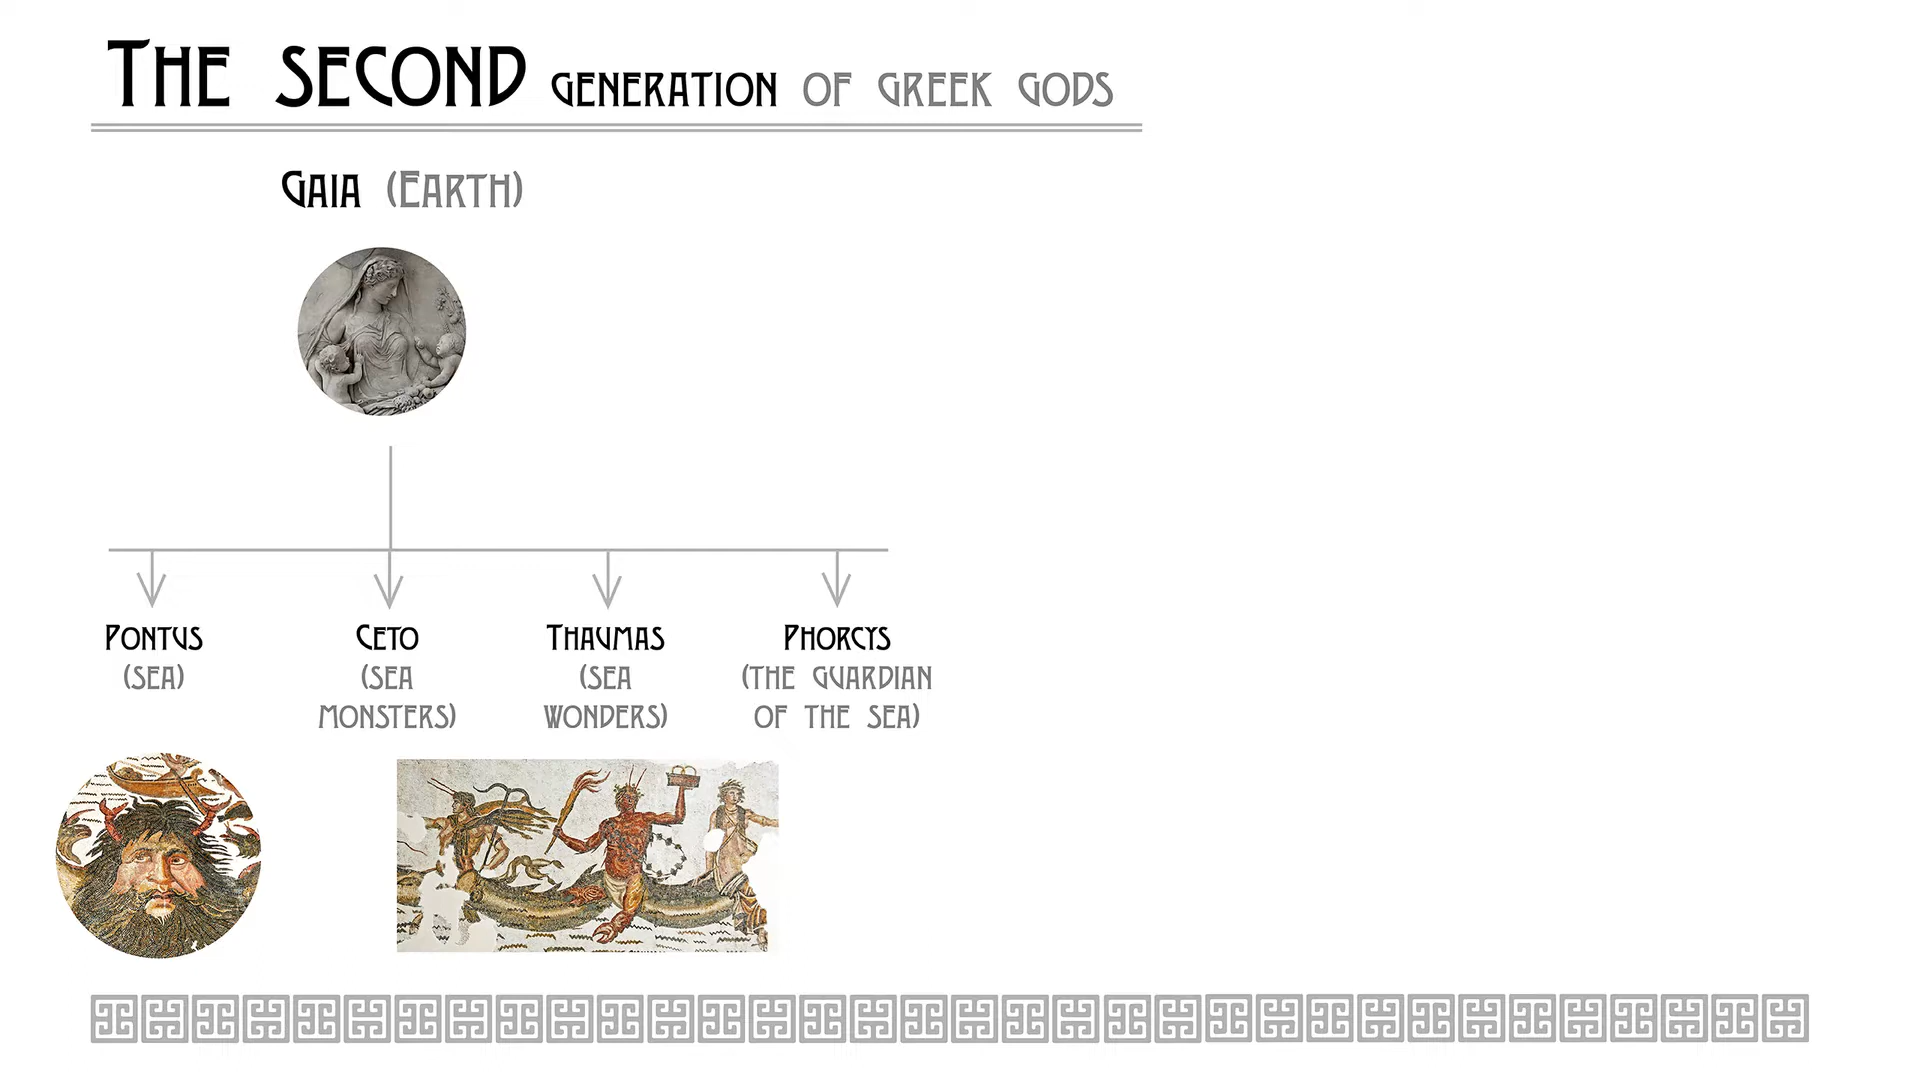 The second generation of Greek gods
Gaia (Earth)
Pontus
(sea)
Ceto
(sea
monsters)
Thaumas
(sea
wonders)
Phorcys
(the guardian
of the sea)